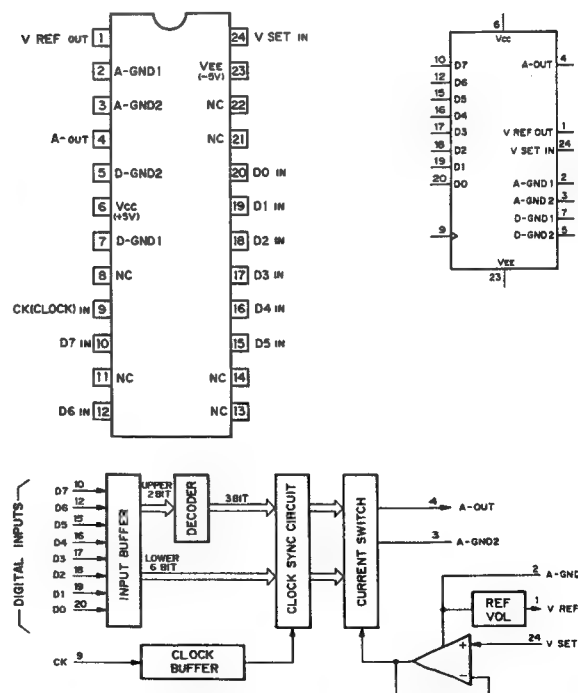 V REF OUT 1 24 V SET IN
2 A-GND1 VEE (-5V) 23
3 A-GND2 NC 22
A-OUT 4 NC 21
5 D-GND2 20 D0 IN
6 VCC (+5V) 19 D1 IN
7 D-GND1 18 D2 IN
8 NC 17 D3 IN
CK(CLOCK) IN 9 16 D4 IN
D7 IN 10 15 D5 IN
11 NC NC 14
D6 IN 12 NC 13
6
VCC
10 D7 A-OUT 4
12 D6
15 D5
16 D4
17 D3 V REF OUT 1
18 D2 V SET IN 24
19 D1
20 D0 A-GND1 2
A-GND2 3
D-GND1 7
9 D-GND2 5
VEE
23
DIGITAL INPUTS
D7 10
D6 12
D5 15
D4 16
D3 17
D2 18
D1 19
D0 20
INPUT BUFFER
UPPER 2BIT
DECODER
3BIT
LOWER 6BIT
CLOCK SYNC CIRCUIT
CURRENT SWITCH
4 A-OUT
3 A-GND2
2 A-GND
REF VOL
1 V REF
24 V SET
+
-
CK 9
CLOCK BUFFER